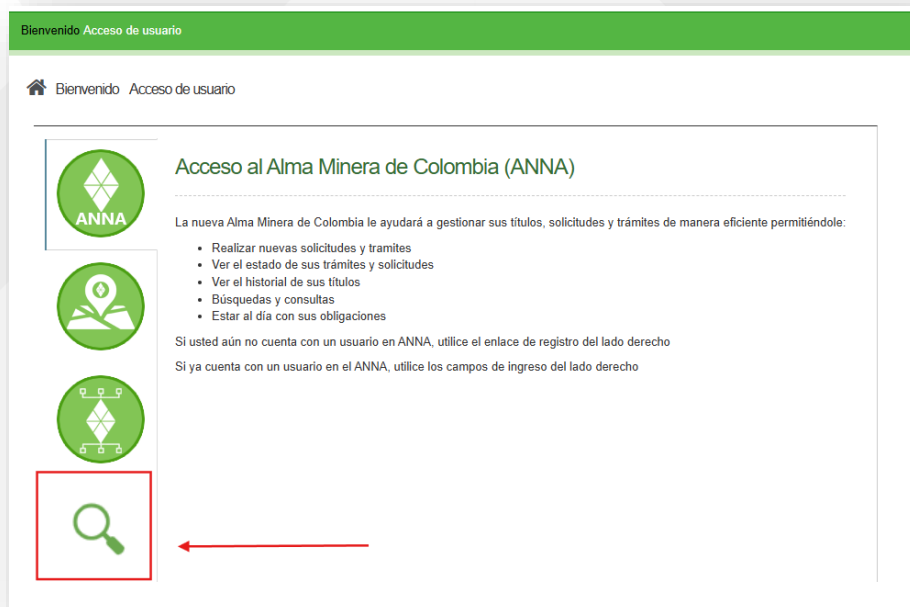 Bienvenido Acceso de usuario
Bienvenido Acceso de usuario
Acceso al Alma Minera de Colombia (ANNA)
ANNA
La nueva Alma Minera de Colombia le ayudará a gestionar sus títulos, solicitudes y trámites de manera eficiente permitiéndole:
Realizar nuevas solicitudes y tramites
Ver el estado de sus trámites y solicitudes
Ver el historial de sus títulos
Búsquedas y consultas
Estar al día con sus obligaciones
Si usted aún no cuenta con un usuario en ANNA, utilice el enlace de registro del lado derecho
Si ya cuenta con un usuario en el ANNA, utilice los campos de ingreso del lado derecho